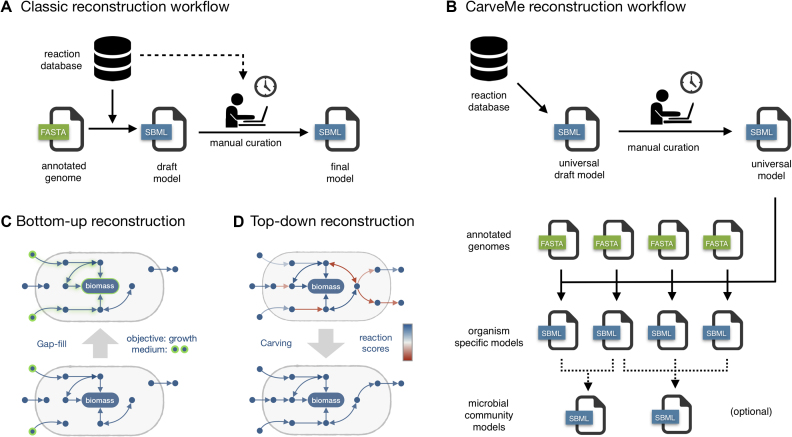 A Classic reconstruction workflow
reaction
database
FASTA
SBML
SBML
manual curation
annotated
genome
draft
model
final
model
B CarveMe reconstruction workflow
reaction
database
SBML
SBML
manual curation
universal
draft model
universal
model
annotated
genomes
FASTA FASTA FASTA FASTA
organism
specific models
SBML SBML SBML SBML
microbial
community
models
SBML SBML
(optional)
C Bottom-up reconstruction
biomass
Gap-fill
objective: growth
medium:
biomass
D Top-down reconstruction
biomass
Carving
reaction
scores
biomass